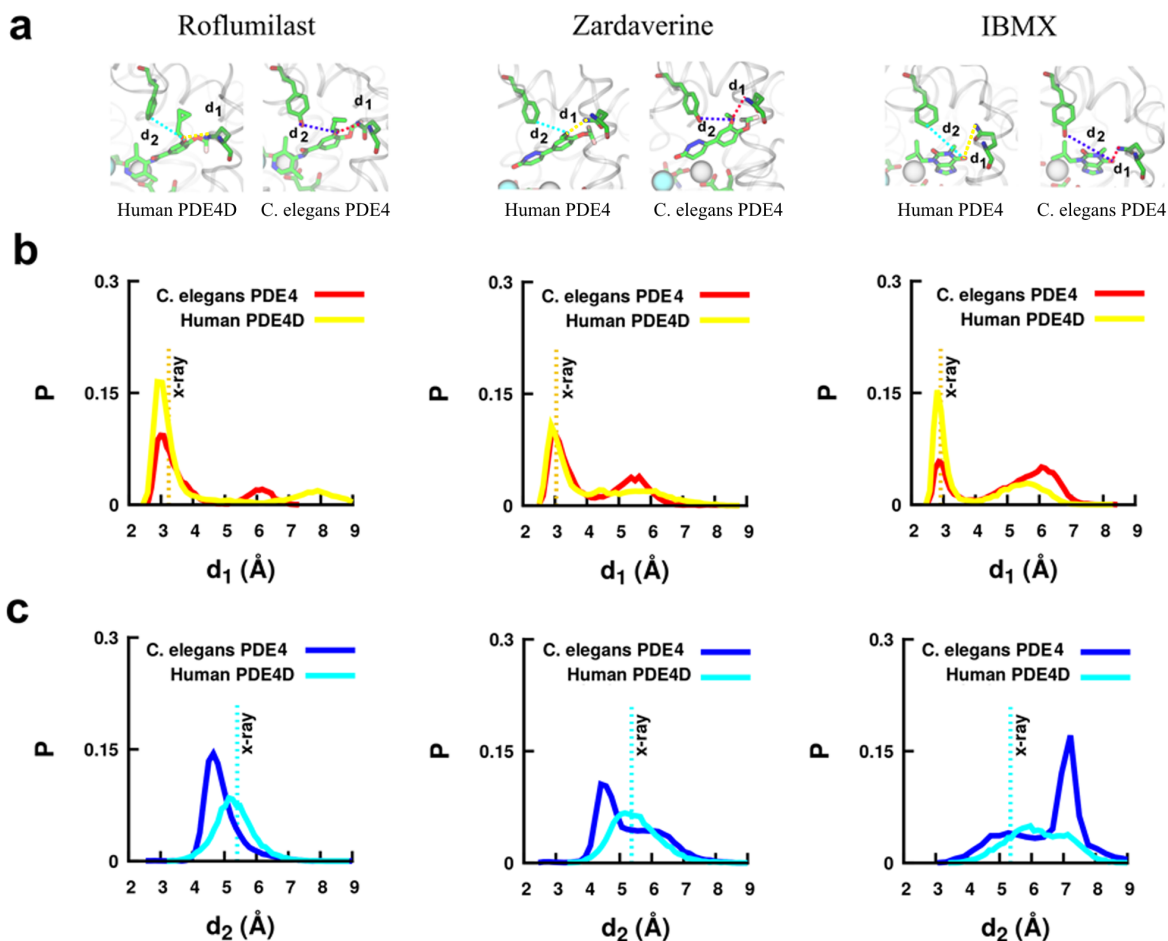 a
Roflumilast
Zardaverine
IBMX
d1
d2
d1
d2
d1
d2
d1
d2
d2
d1
d2
d1
Human PDE4D
C. elegans PDE4
Human PDE4
C. elegans PDE4
Human PDE4
C. elegans PDE4
b
0.3
0.15
0
P
C. elegans PDE4
Human PDE4D
x-ray
2 3 4 5 6 7 8 9
d1 (Å)
0.3
0.15
0
P
C. elegans PDE4
Human PDE4D
x-ray
2 3 4 5 6 7 8 9
d1 (Å)
0.3
0.15
0
P
C. elegans PDE4
Human PDE4D
x-ray
2 3 4 5 6 7 8 9
d1 (Å)
c
0.3
0.15
0
P
C. elegans PDE4
Human PDE4D
x-ray
2 3 4 5 6 7 8 9
d2 (Å)
0.3
0.15
0
P
C. elegans PDE4
Human PDE4D
x-ray
2 3 4 5 6 7 8 9
d2 (Å)
0.3
0.15
0
P
C. elegans PDE4
Human PDE4D
x-ray
2 3 4 5 6 7 8 9
d2 (Å)